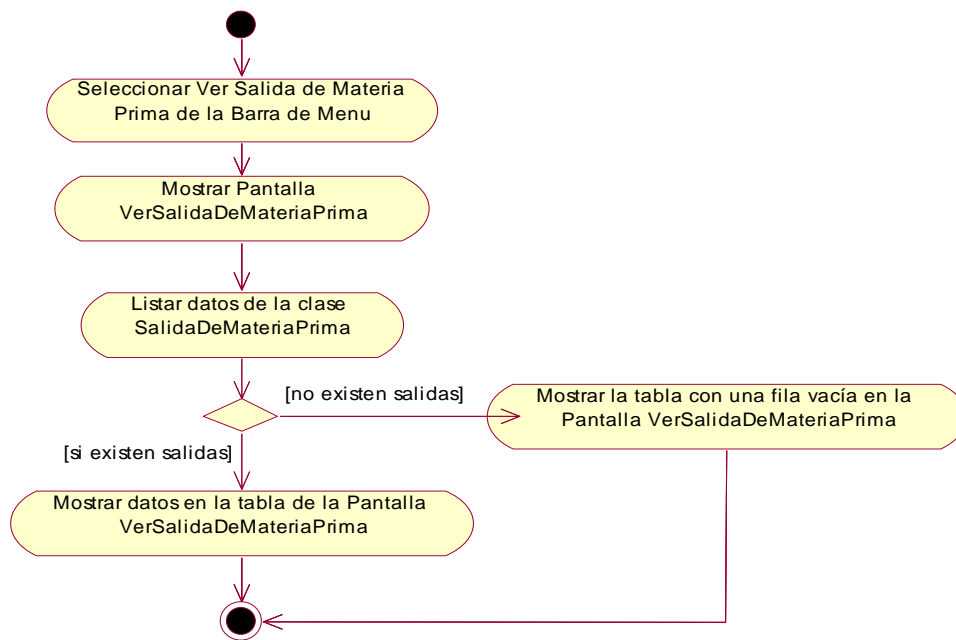 Seleccionar Ver Salida de Materia
Prima de la Barra de Menu
Mostrar Pantalla
VerSalidaDeMateriaPrima
Listar datos de la clase
SalidaDeMateriaPrima
[no existen salidas]
Mostrar la tabla con una fila vacía en la
Pantalla VerSalidaDeMateriaPrima
[si existen salidas]
Mostrar datos en la tabla de la Pantalla
VerSalidaDeMateriaPrima